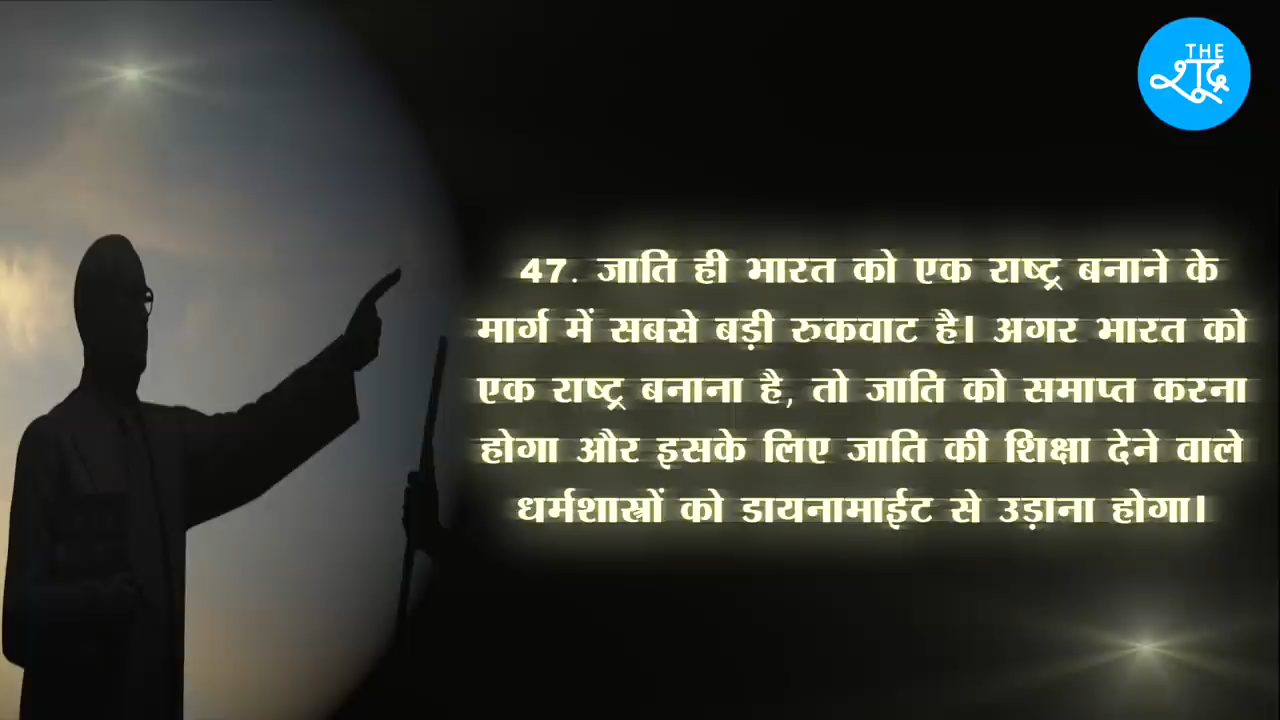 THE
शूद्र
47. जाति ही भारत को एक राष्ट्र बनाने के
मार्ग में सबसे बड़ी रुकवाट है। अगर भारत को
एक राष्ट्र बनाना है, तो जाति को समाप्त करना
होगा और इसके लिए जाति की शिक्षा देने वाले
धर्मशास्त्रों को डायनामाईट से उड़ाना होगा।